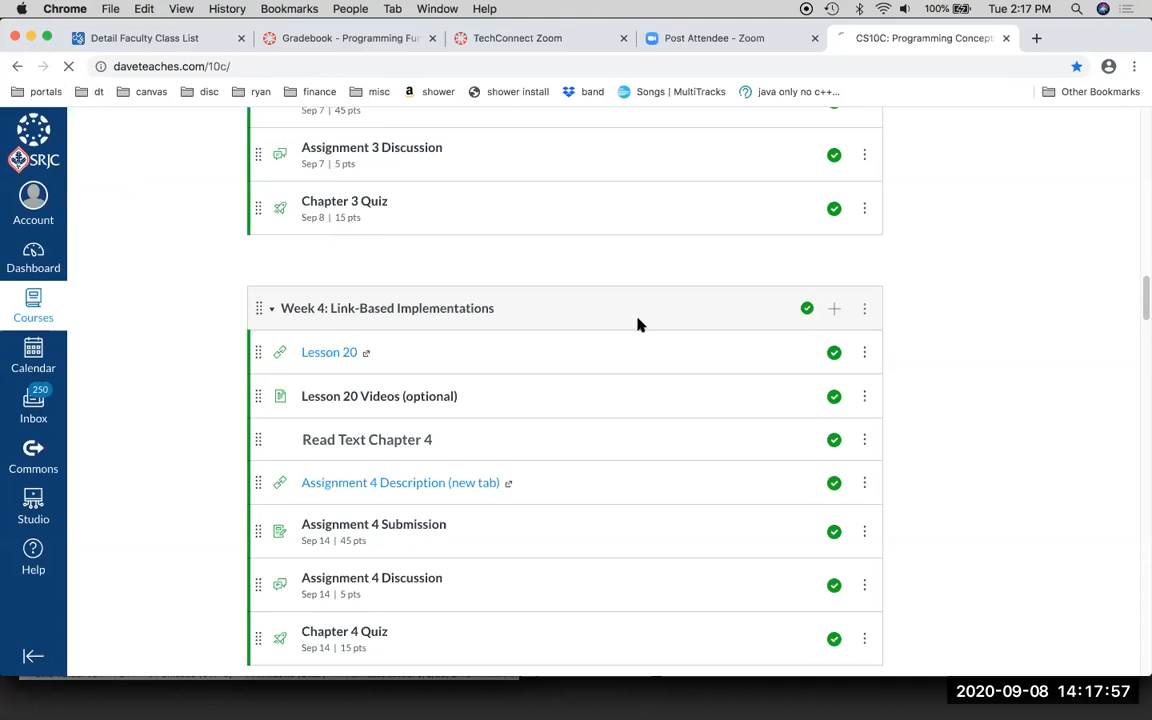 Chrome File Edit View History Bookmarks People Tab Window Help 100% Tue 2:17 PM
Detail Faculty Class List Gradebook - Programming Fu TechConnect Zoom Post Attendee - Zoom CS10C: Programming Concept
daveteaches.com/10c/
portals dt canvas disc ryan finance misc shower shower install band Songs | MultiTracks java only no c++... Other Bookmarks
SRJC
Account
Dashboard
Courses
Calendar
250
Inbox
Commons
Studio
Help
Sep 7 | 45 pts
Assignment 3 Discussion
Sep 7 | 5 pts
Chapter 3 Quiz
Sep 8 | 15 pts
Week 4: Link-Based Implementations
Lesson 20
Lesson 20 Videos (optional)
Read Text Chapter 4
Assignment 4 Description (new tab)
Assignment 4 Submission
Sep 14 | 45 pts
Assignment 4 Discussion
Sep 14 | 5 pts
Chapter 4 Quiz
Sep 14 | 15 pts
2020-09-08 14:17:57